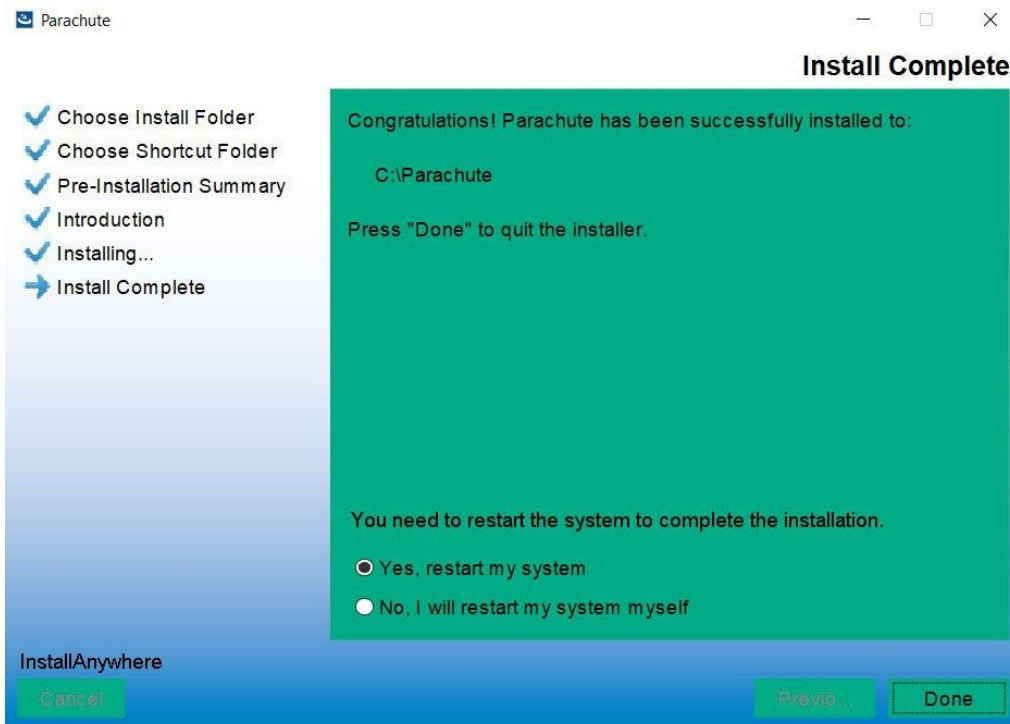 Parachute
Install Complete
Choose Install Folder
Choose Shortcut Folder
Pre-Installation Summary
Introduction
Installing...
Install Complete
Congratulations! Parachute has been successfully installed to:
C:\Parachute
Press "Done" to quit the installer.
You need to restart the system to complete the installation.
Yes, restart my system
No, I will restart my system myself
InstallAnywhere
Cancel
Previo...
Done